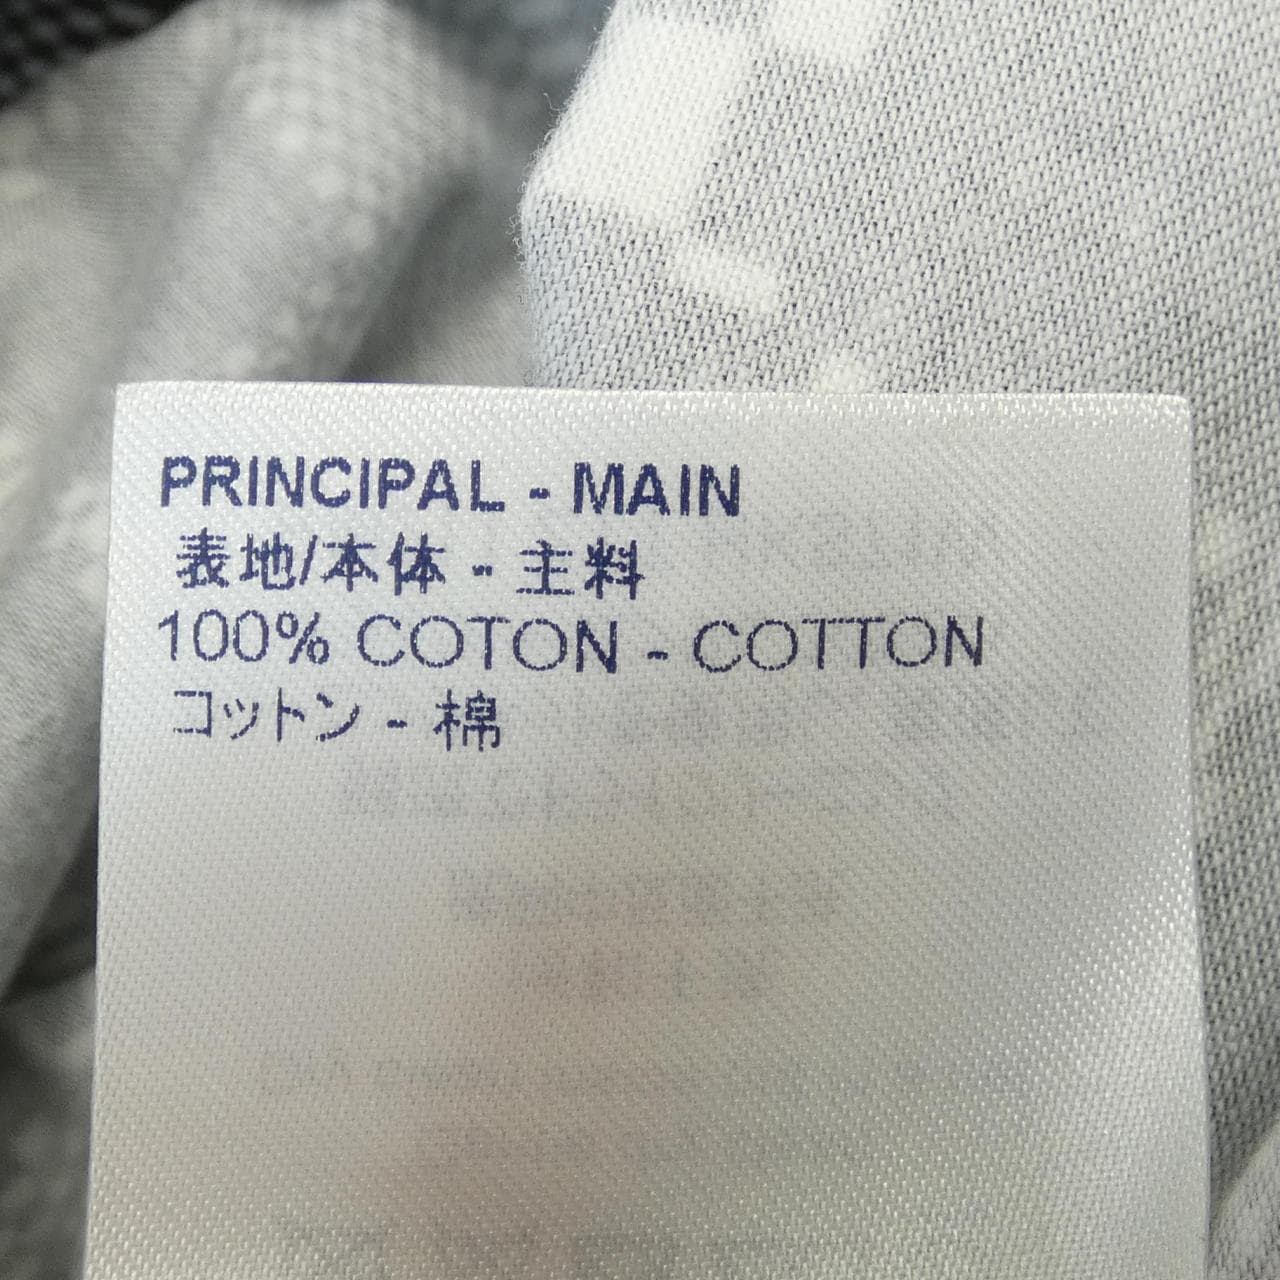 PRINCIPAL - MAIN
表地/本体 - 主料
100% COTON - COTTON
コットン - 棉